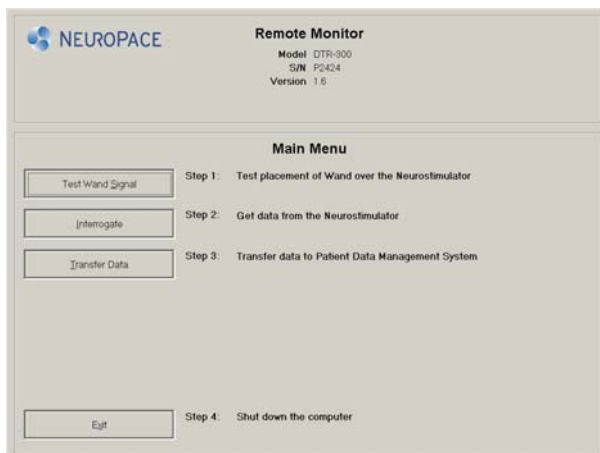 NEUROPACE
Remote Monitor
Model DTR-300
S/N P2424
Version 1.6
Main Menu
Test Wand Signal Step 1: Test placement of Wand over the Neurostimulator
Interrogate Step 2: Get data from the Neurostimulator
Transfer Data Step 3: Transfer data to Patient Data Management System
Exit Step 4: Shut down the computer